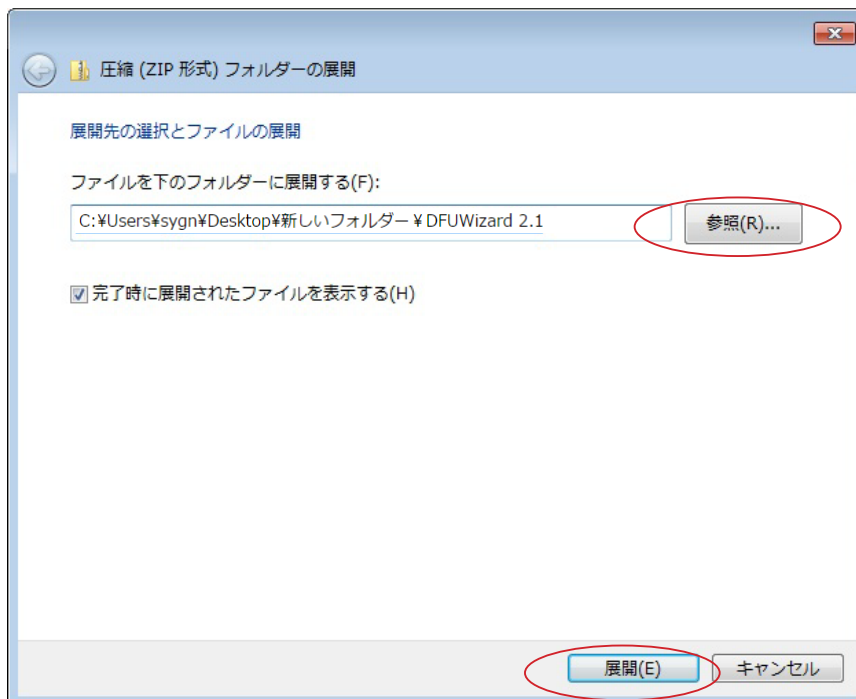 圧縮 (ZIP 形式) フォルダーの展開
展開先の選択とファイルの展開
ファイルを下のフォルダーに展開する(F):
C:¥Users¥sygn¥Desktop¥新しいフォルダー ¥ DFUWizard 2.1
参照(R)...
完了時に展開されたファイルを表示する(H)
展開(E)
キャンセル